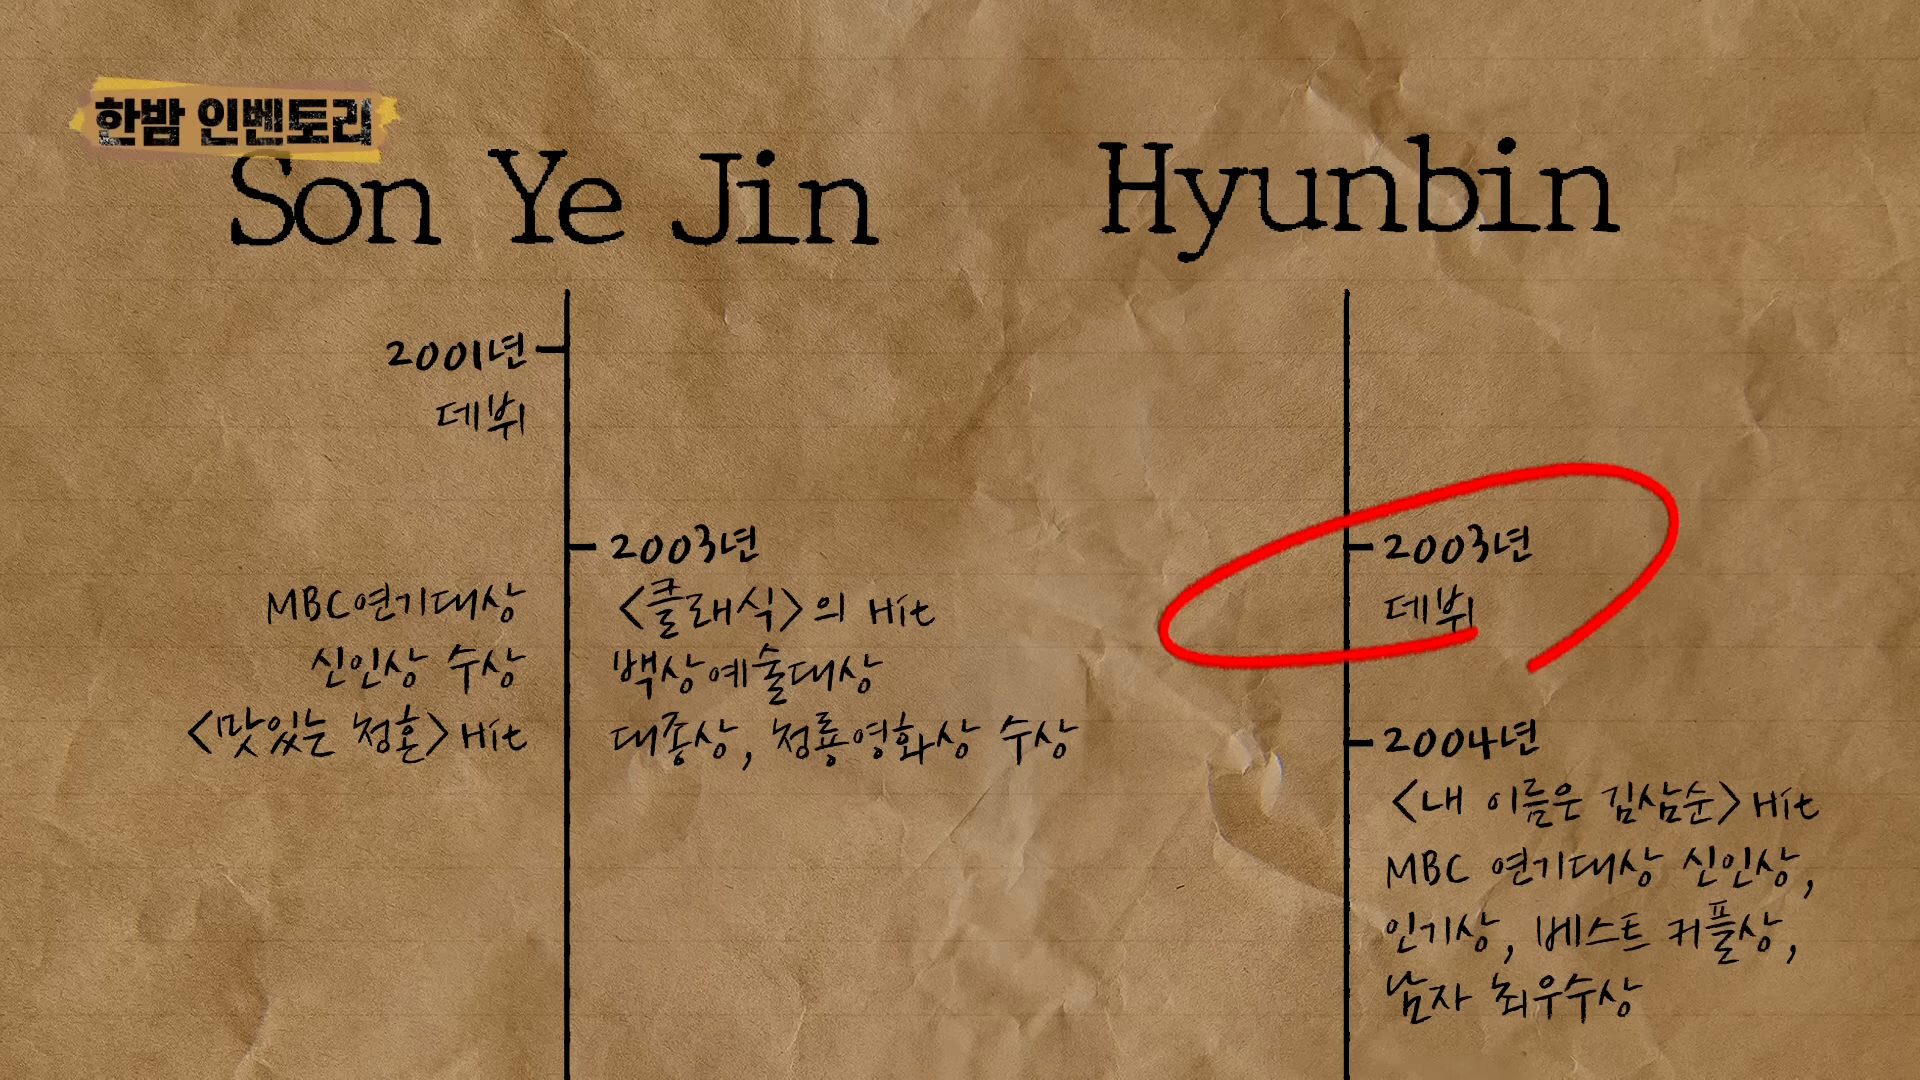 한밤 인벤토리
Son Ye Jin
2001년
데뷔
MBC연기대상
신인상 수상
<맛있는 청혼> Hit
2003년
<클래식>의 Hit
백상예술대상
대종상, 청룡영화상 수상
Hyunbin
2003년
데뷔
2004년
<내 이름은 김삼순> Hit
MBC 연기대상 신인상,
인기상, 베스트 커플상,
남자 최우수상